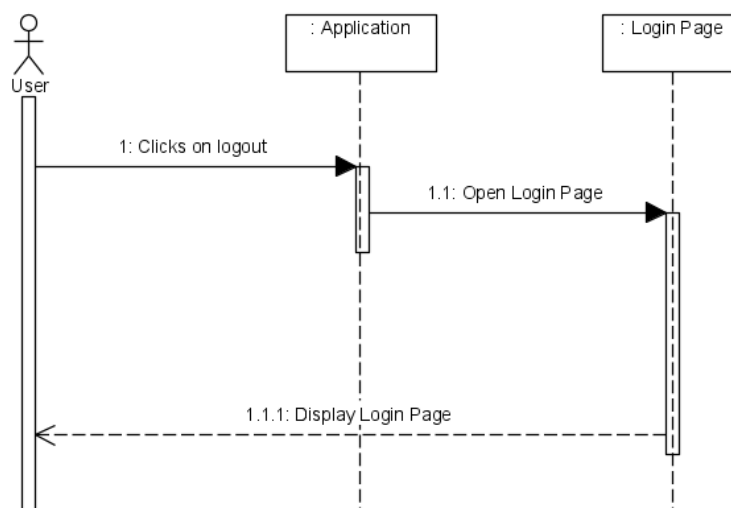 : Application
: Login Page
User
1: Clicks on logout
1.1: Open Login Page
1.1.1: Display Login Page